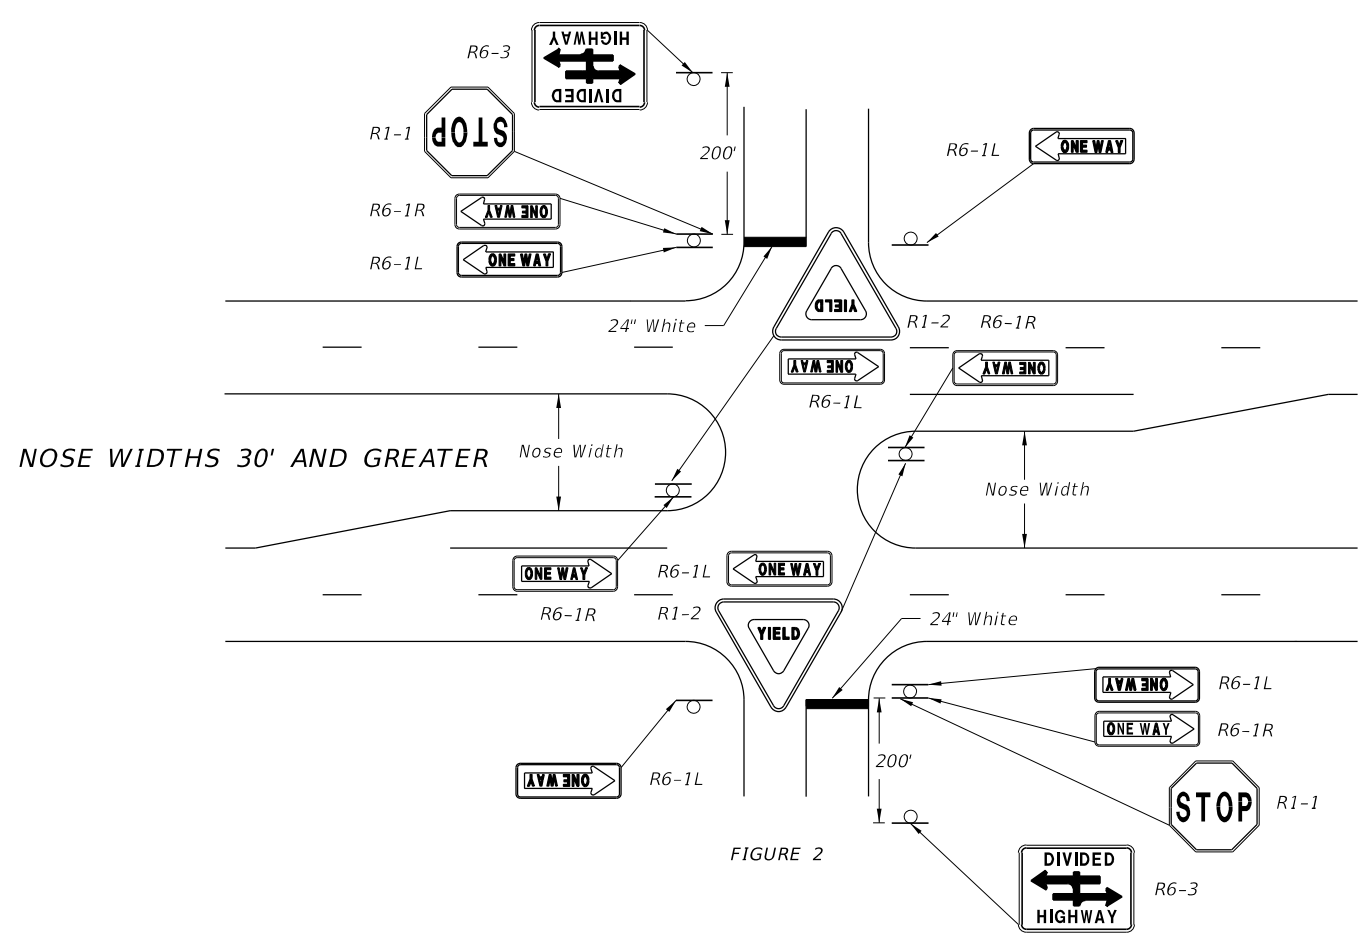 R6-3
HIGHWAY
DIVIDED
R1-1
STOP
200'
R6-1L
ONE WAY
R6-1R
ONE WAY
R6-1L
ONE WAY
24" White
YIELD
R1-2
R6-1R
ONE WAY
ONE WAY
R6-1L
NOSE WIDTHS 30' AND GREATER
Nose Width
Nose Width
ONE WAY
R6-1R
R6-1L
ONE WAY
R1-2
YIELD
24" White
ONE WAY
R6-1L
ONE WAY
R6-1R
ONE WAY
R6-1L
200'
STOP
R1-1
FIGURE 2
DIVIDED
HIGHWAY
R6-3